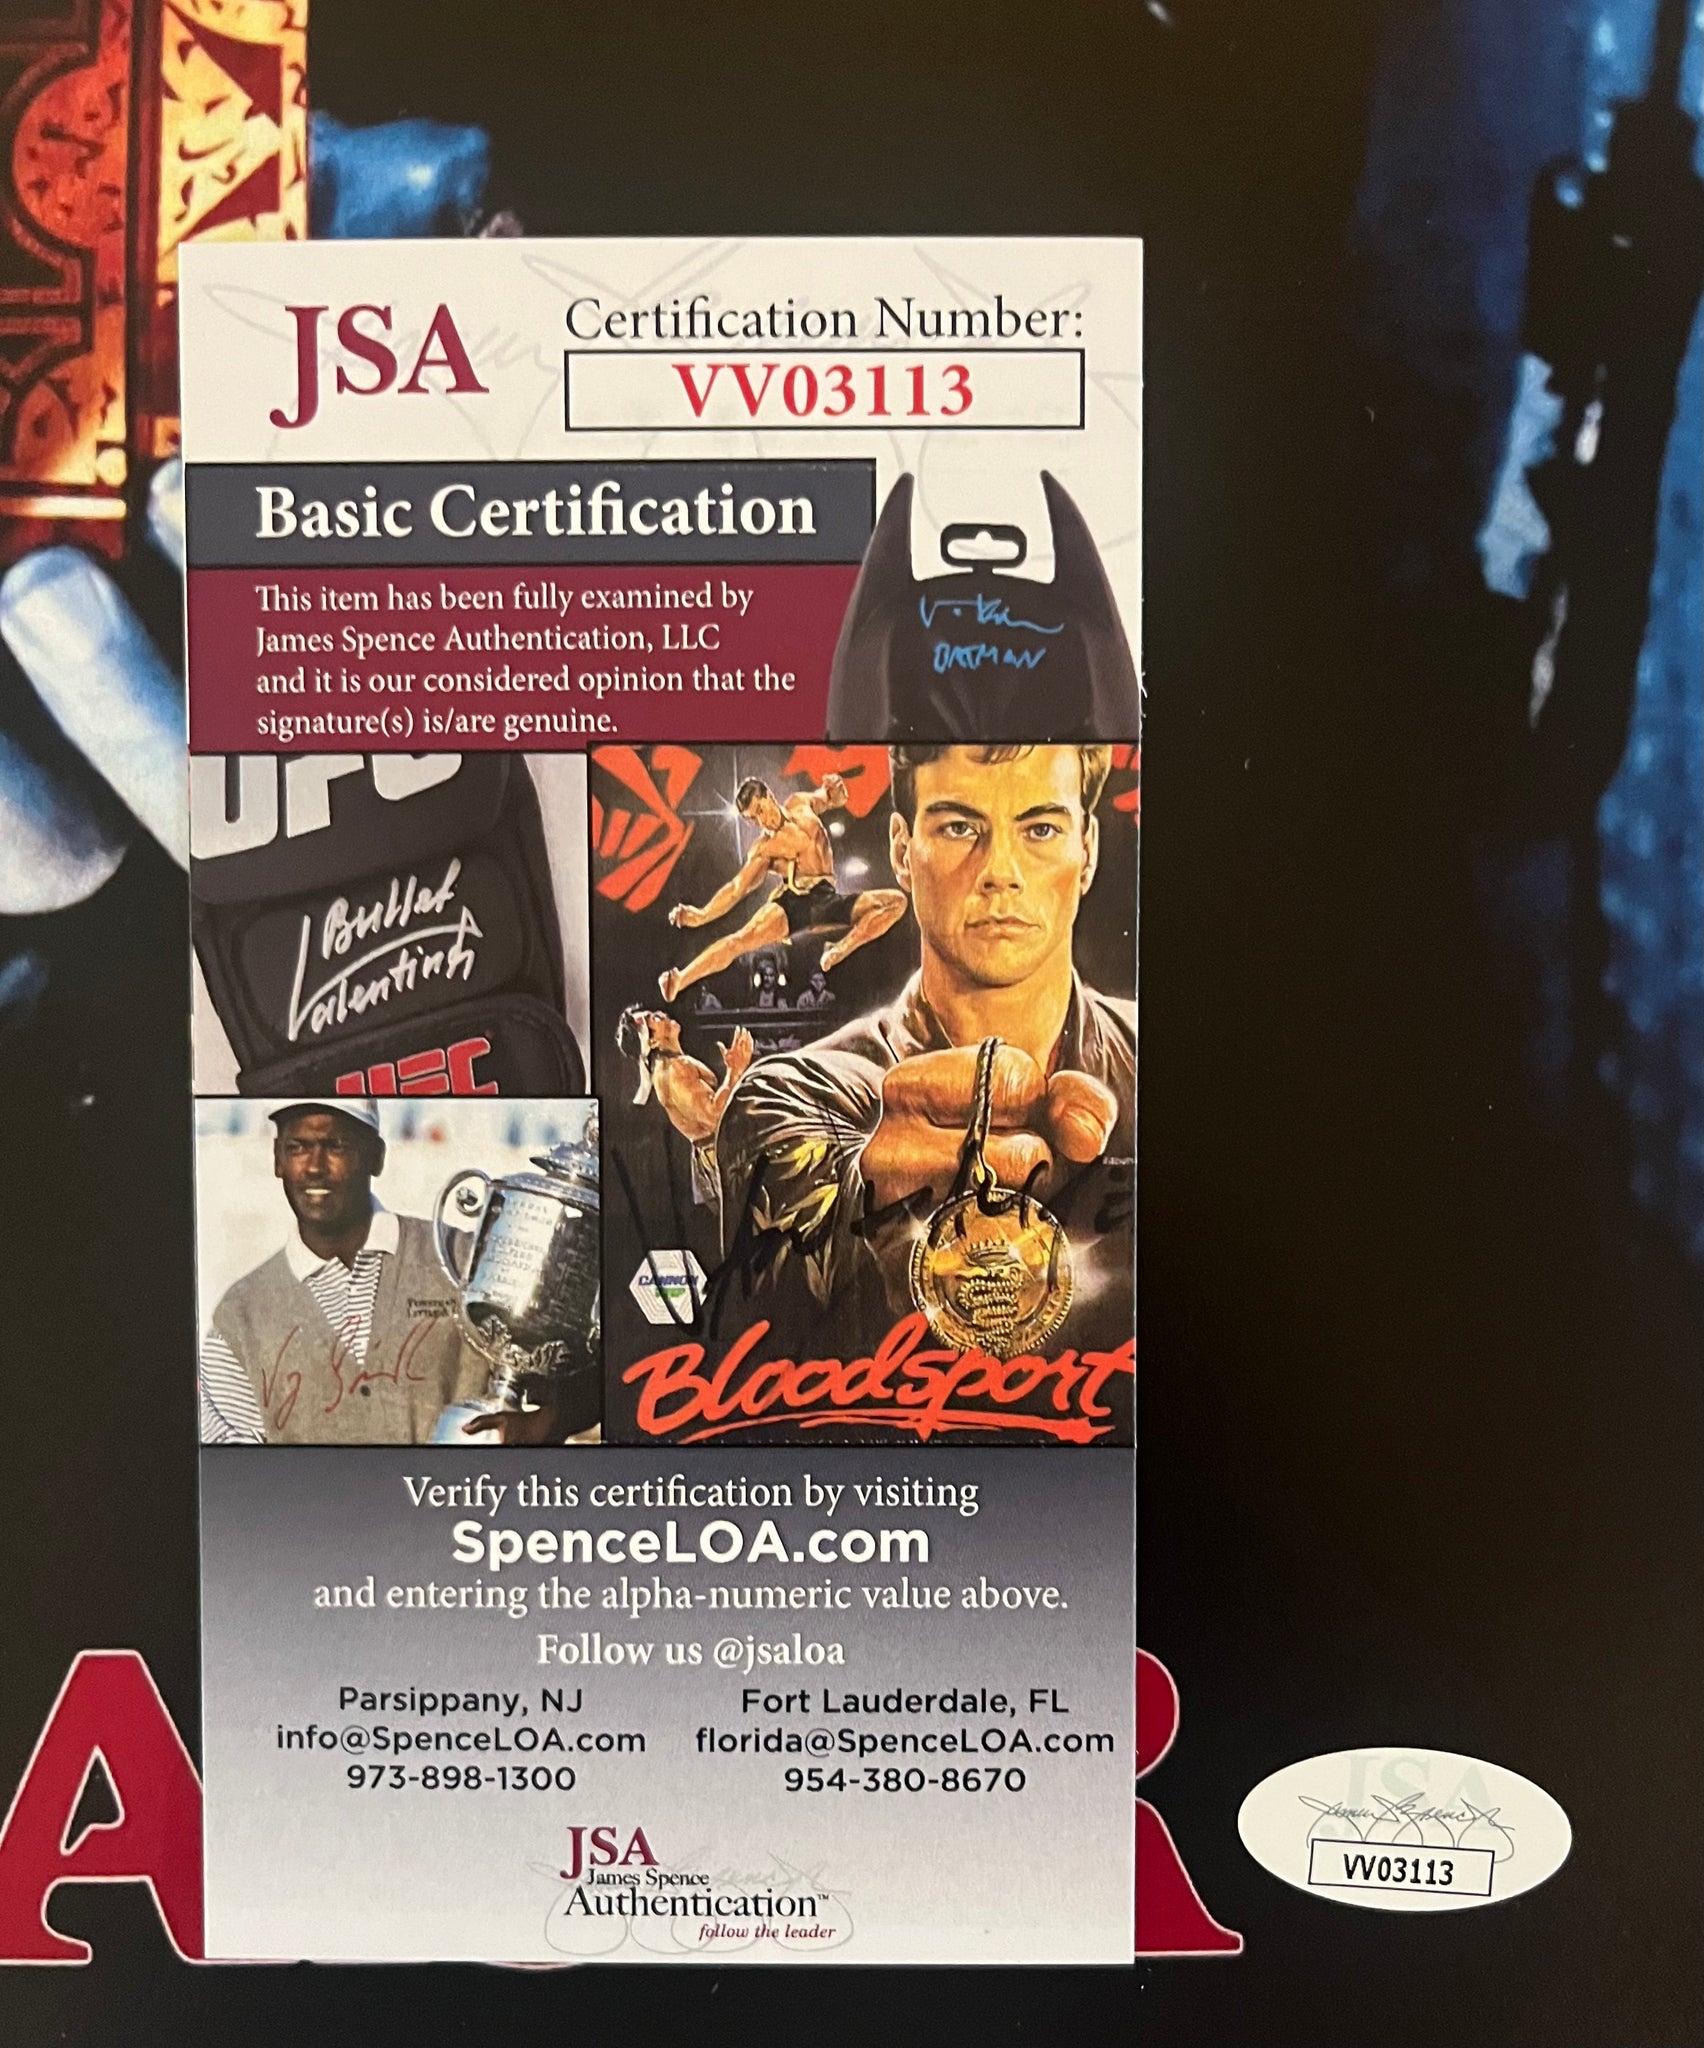 JSA
Certification Number:
VV03113
Basic Certification
This item has been fully examined by
James Spence Authentication, LLC
and it is our considered opinion that the
signature(s) is/are genuine.
BATMAN
UFC
Bullet
Valentina
UFC
CANNON
Bloodsport
Verify this certification by visiting
SpenceLOA.com
and entering the alpha-numeric value above.
Follow us @jsaloa
Parsippany, NJ
info@SpenceLOA.com
973-898-1300
Fort Lauderdale, FL
florida@SpenceLOA.com
954-380-8670
JSA
James Spence
Authentication™
follow the leader
A
R
JSA
James Spence
VV03113